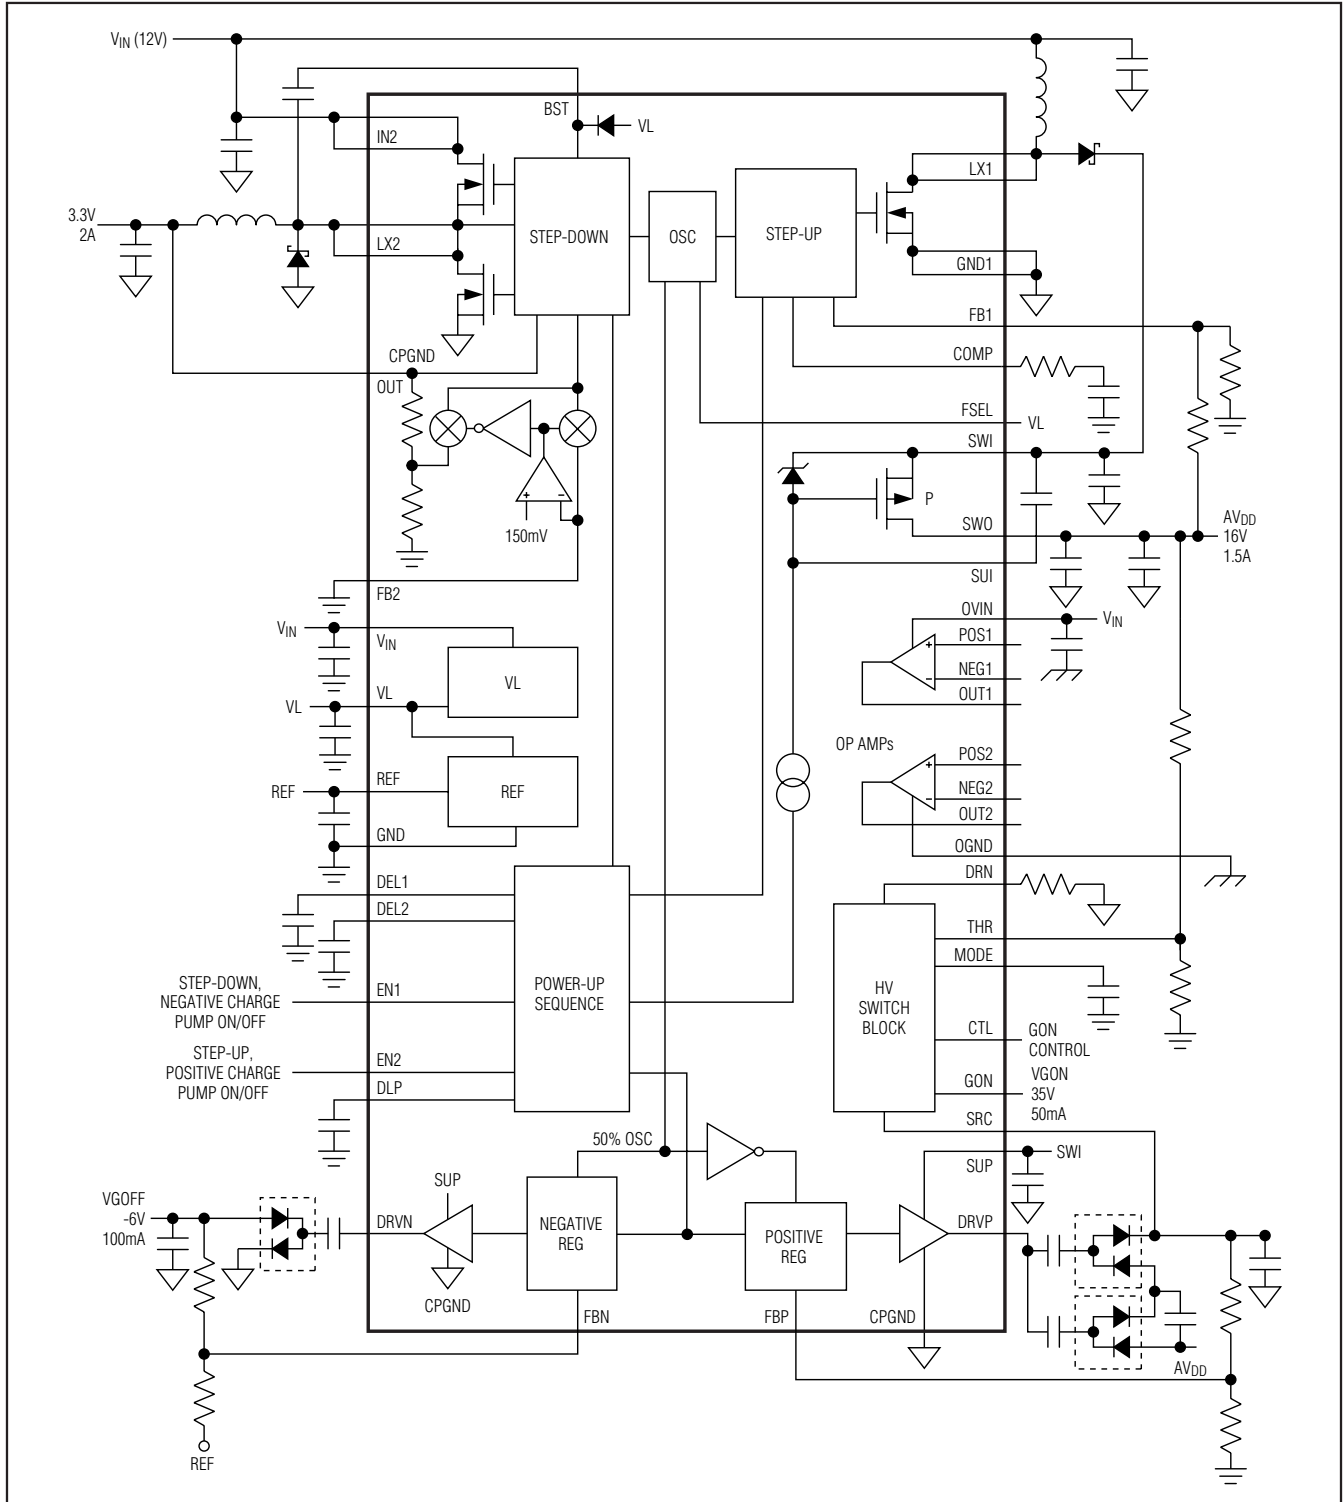 V_IN (12V)
BST
VL
IN2
LX1
3.3V
2A
STEP-DOWN
OSC
STEP-UP
LX2
GND1
FB1
CPGND
COMP
OUT
FSEL
VL
SWI
+
−
P
150mV
SWO
AV_DD
16V
1.5A
SUI
FB2
OVIN
V_IN
V_IN
V_IN
POS1
+
NEG1
−
OUT1
VL
VL
VL
OP AMPs
POS2
+
REF
REF
REF
NEG2
−
OUT2
GND
OGND
DRN
DEL1
DEL2
THR
MODE
STEP-DOWN,
NEGATIVE CHARGE
PUMP ON/OFF
EN1
POWER-UP
SEQUENCE
HV
SWITCH
BLOCK
CTL
GON
CONTROL
STEP-UP,
POSITIVE CHARGE
PUMP ON/OFF
EN2
DLP
GON
VGON
35V
50mA
SRC
50% OSC
SUP
SWI
SUP
VGOFF
-6V
100mA
DRVN
NEGATIVE
REG
POSITIVE
REG
DRVP
CPGND
FBN
FBP
CPGND
AV_DD
REF